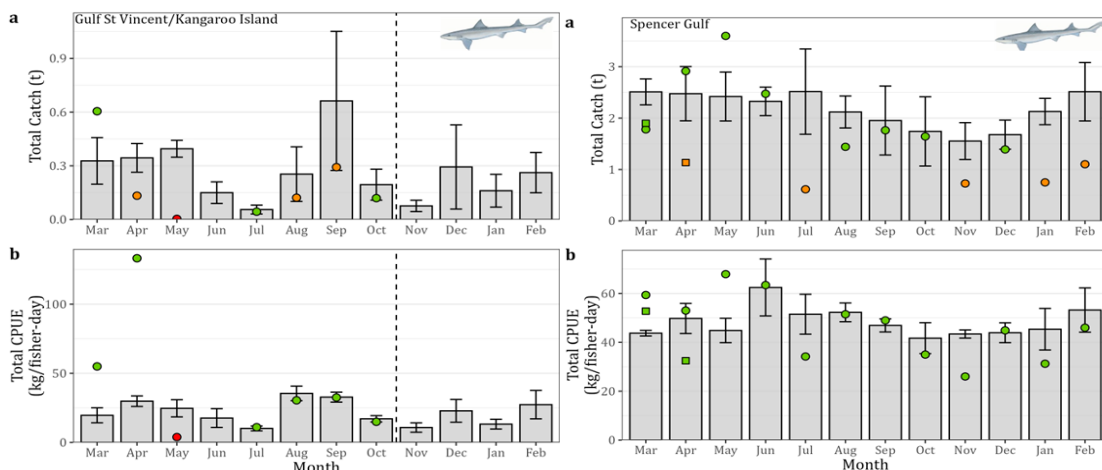 a
Gulf St Vincent/Kangaroo Island
Total Catch (t)
0.9
0.6
0.3
0.0
Mar Apr May Jun Jul Aug Sep Oct Nov Dec Jan Feb
b
Total CPUE
(kg/fisher-day)
100
50
0
Mar Apr May Jun Jul Aug Sep Oct Nov Dec Jan Feb
Month
a
Spencer Gulf
Total Catch (t)
3
2
1
0
Mar Apr May Jun Jul Aug Sep Oct Nov Dec Jan Feb
b
Total CPUE
(kg/fisher-day)
60
40
20
0
Mar Apr May Jun Jul Aug Sep Oct Nov Dec Jan Feb
Month